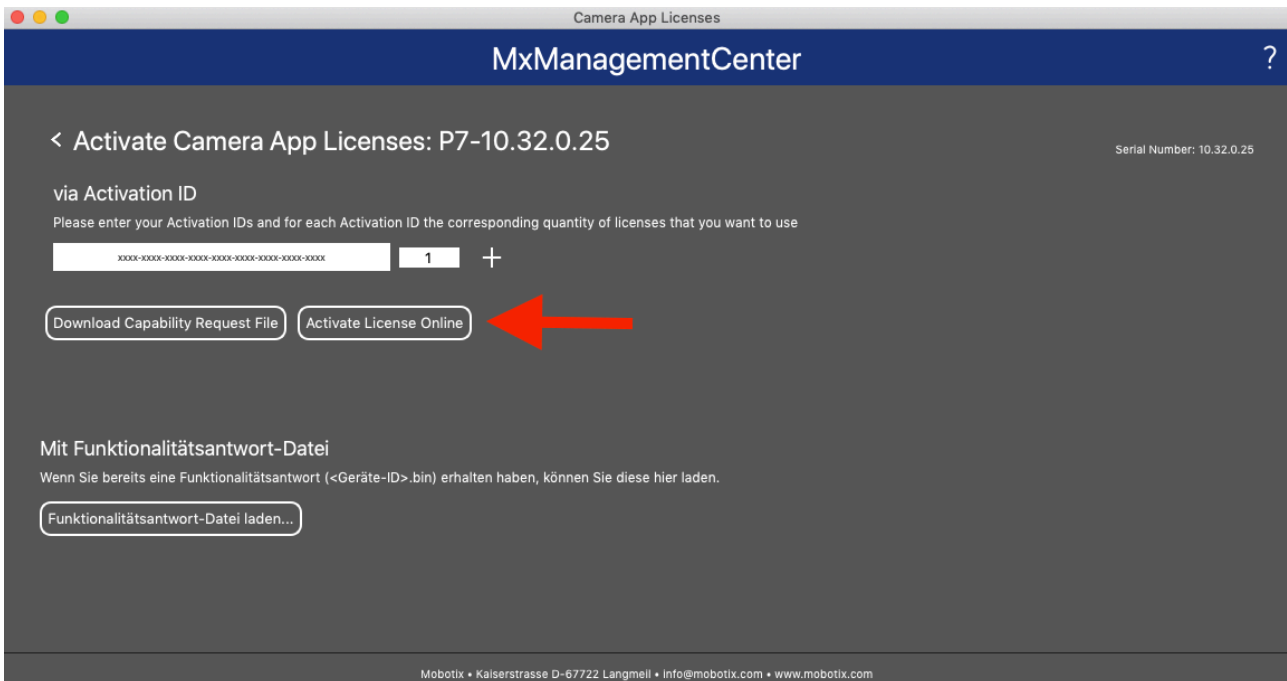 Camera App Licenses
MxManagementCenter
?
< Activate Camera App Licenses: P7-10.32.0.25
Serial Number: 10.32.0.25
via Activation ID
Please enter your Activation IDs and for each Activation ID the corresponding quantity of licenses that you want to use
xxxx-xxxx-xxxx-xxxx-xxxx-xxxx-xxxx-xxxx-xxxx
1 +
Download Capability Request File Activate License Online
Mit Funktionalitätsantwort-Datei
Wenn Sie bereits eine Funktionalitätsantwort (<Geräte-ID>.bin) erhalten haben, können Sie diese hier laden.
Funktionalitätsantwort-Datei laden...
Mobotix • Kaiserstrasse D-67722 Langmeil • info@mobotix.com • www.mobotix.com